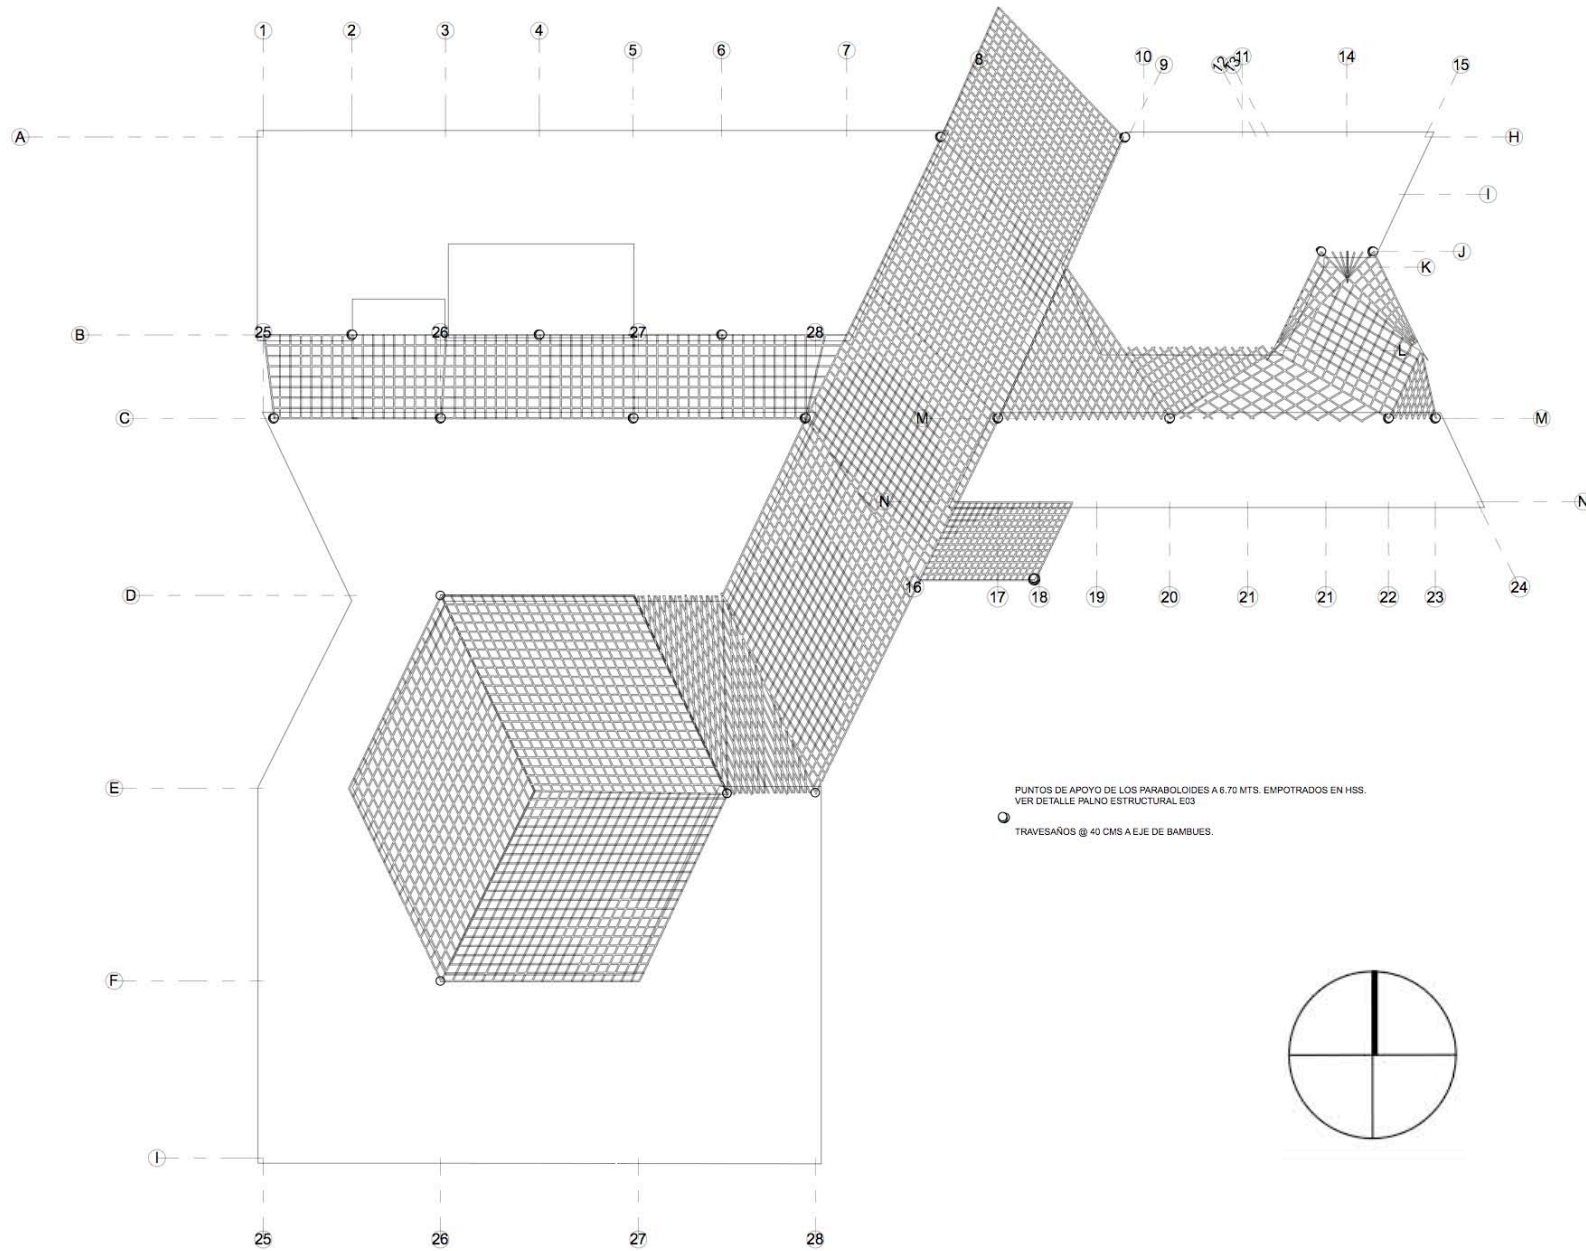 1 2 3 4 5 6 7 8 10 9 12 13 11 14 15
A H
I
J
K
B 25 26 27 28 L
C M M
N N
D 16 17 18 19 20 21 21 22 23 24
E
PUNTOS DE APOYO DE LOS PARABOLOIDES A 6.70 MTS. EMPOTRADOS EN HSS.
VER DETALLE PALNO ESTRUCTURAL E03
TRAVESAÑOS @ 40 CMS A EJE DE BAMBUES.
F
I
25 26 27 28